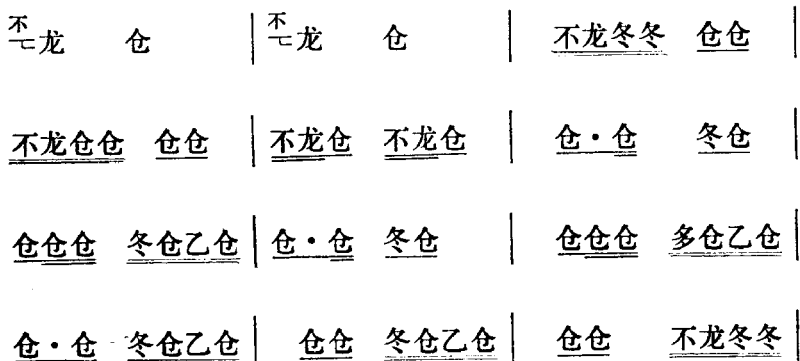 不龙 仓 | 不龙 仓 | 不龙冬冬 仓仓 |
不龙仓仓 仓仓 | 不龙仓 不龙仓 | 仓·仓 冬仓 |
仓仓仓 冬仓乙仓 | 仓·仓 冬仓 | 仓仓仓 多仓乙仓 |
仓·仓 冬仓乙仓 | 仓仓 冬仓乙仓 | 仓仓 不龙冬冬 |